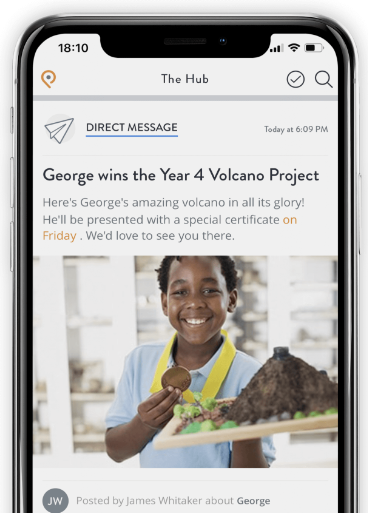 18:10
The Hub
DIRECT MESSAGE
Today at 6:09 PM
George wins the Year 4 Volcano Project
Here's George's amazing volcano in all its glory!
He'll be presented with a special certificate on
Friday . We'd love to see you there.
JW
Posted by James Whitaker about George